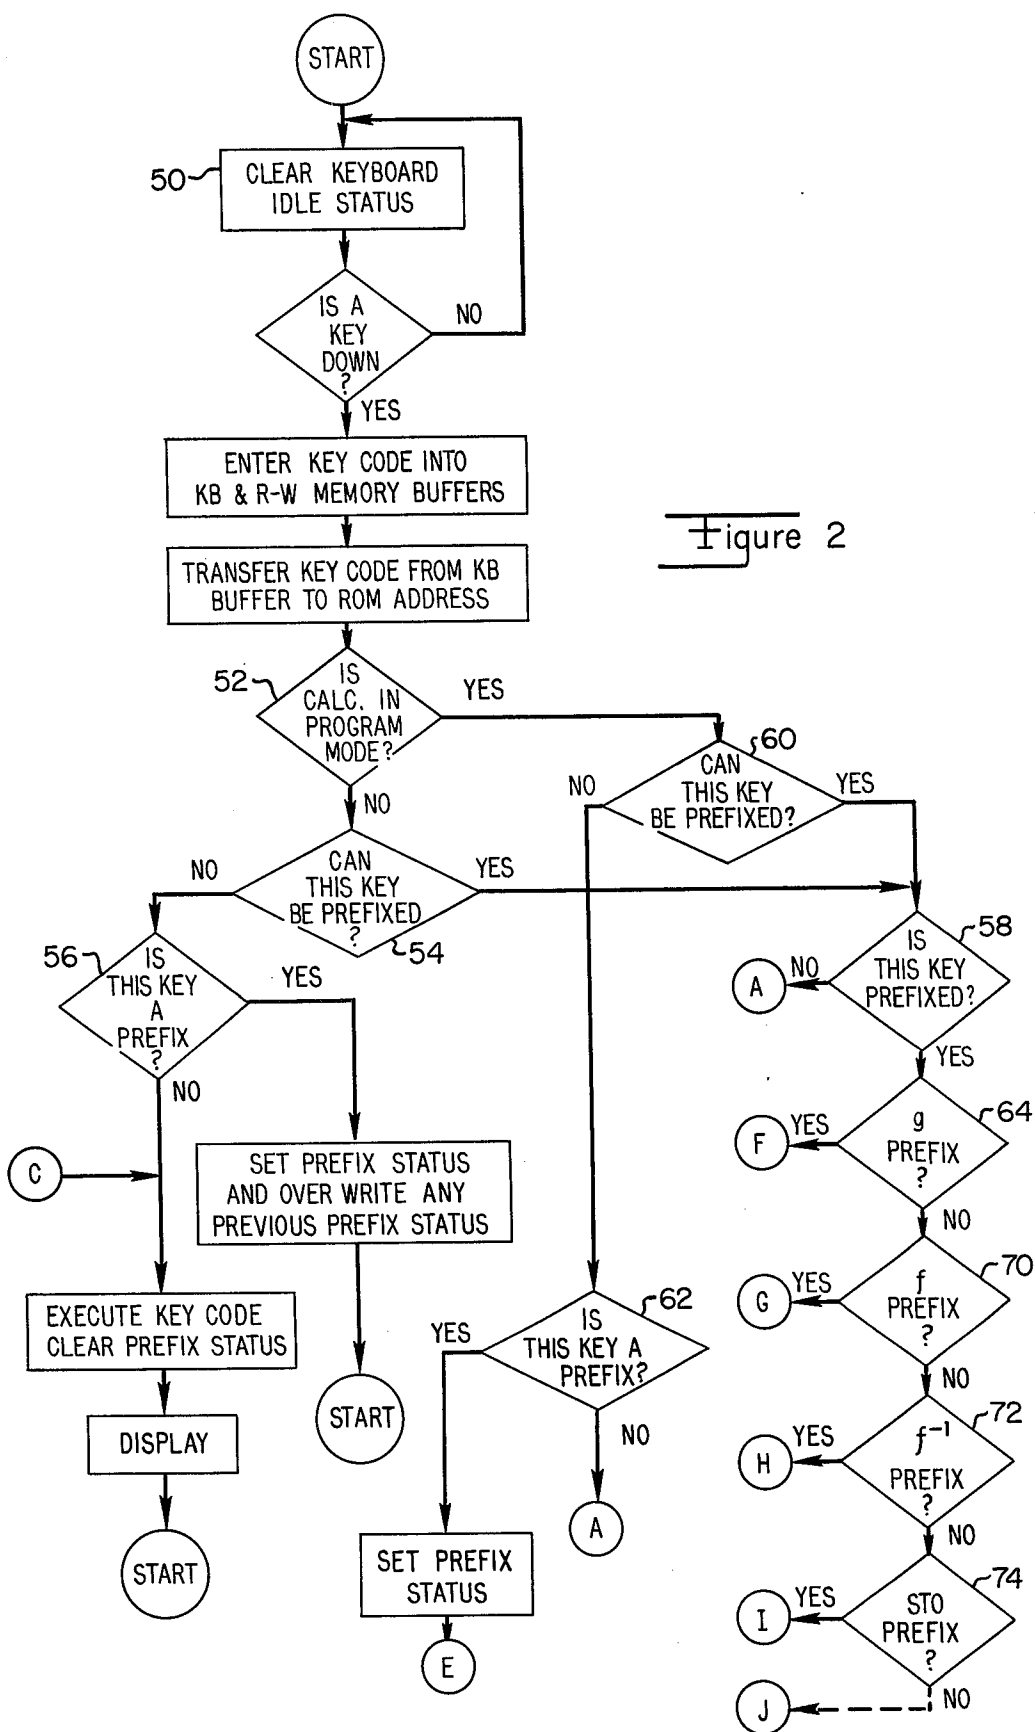 START
50
CLEAR KEYBOARD
IDLE STATUS
IS A
KEY
DOWN
?
NO
YES
ENTER KEY CODE INTO
KB & R-W MEMORY BUFFERS
Figure 2
TRANSFER KEY CODE FROM KB
BUFFER TO ROM ADDRESS
52
IS
CALC. IN
PROGRAM
MODE?
YES
NO
60
CAN
THIS KEY
BE PREFIXED?
NO
YES
CAN
THIS KEY
BE PREFIXED
?
54
NO
YES
56
IS
THIS KEY
A
PREFIX
?
YES
NO
58
IS
THIS KEY
PREFIXED?
NO
A
YES
64
g
PREFIX
?
YES
F
NO
C
SET PREFIX STATUS
AND OVER WRITE ANY
PREVIOUS PREFIX STATUS
70
f
PREFIX
?
YES
G
NO
EXECUTE KEY CODE
CLEAR PREFIX STATUS
62
IS
THIS KEY A
PREFIX?
YES
NO
START
DISPLAY
72
f⁻¹
PREFIX
?
YES
H
NO
A
START
SET PREFIX
STATUS
E
74
STO
PREFIX
?
YES
I
NO
J